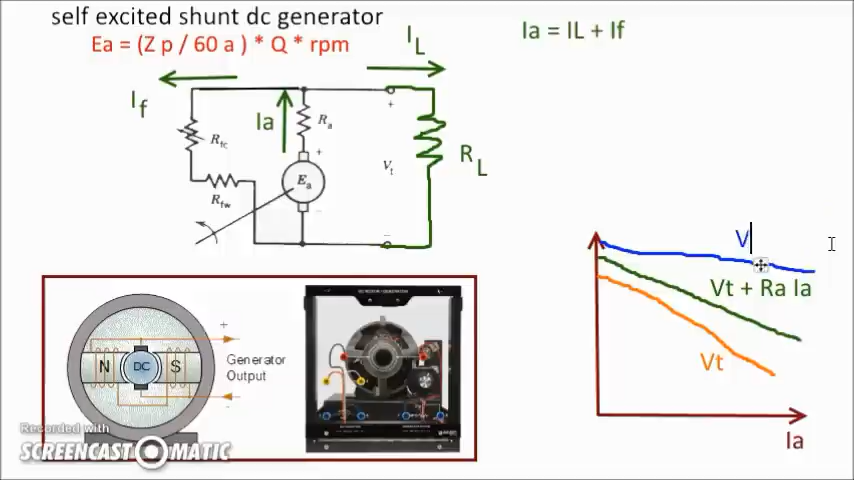 self excited shunt dc generator
Ea = (Z p / 60 a ) * Q * rpm
Ia = IL + If
IL
If
Ia
Ra
+
Rfc
+
Ea
Vt
RL
Rfw
-
-
V
Vt + Ra Ia
Vt
Ia
N
DC
S
+
Generator
Output
-
Recorded with
SCREENCAST MATIC